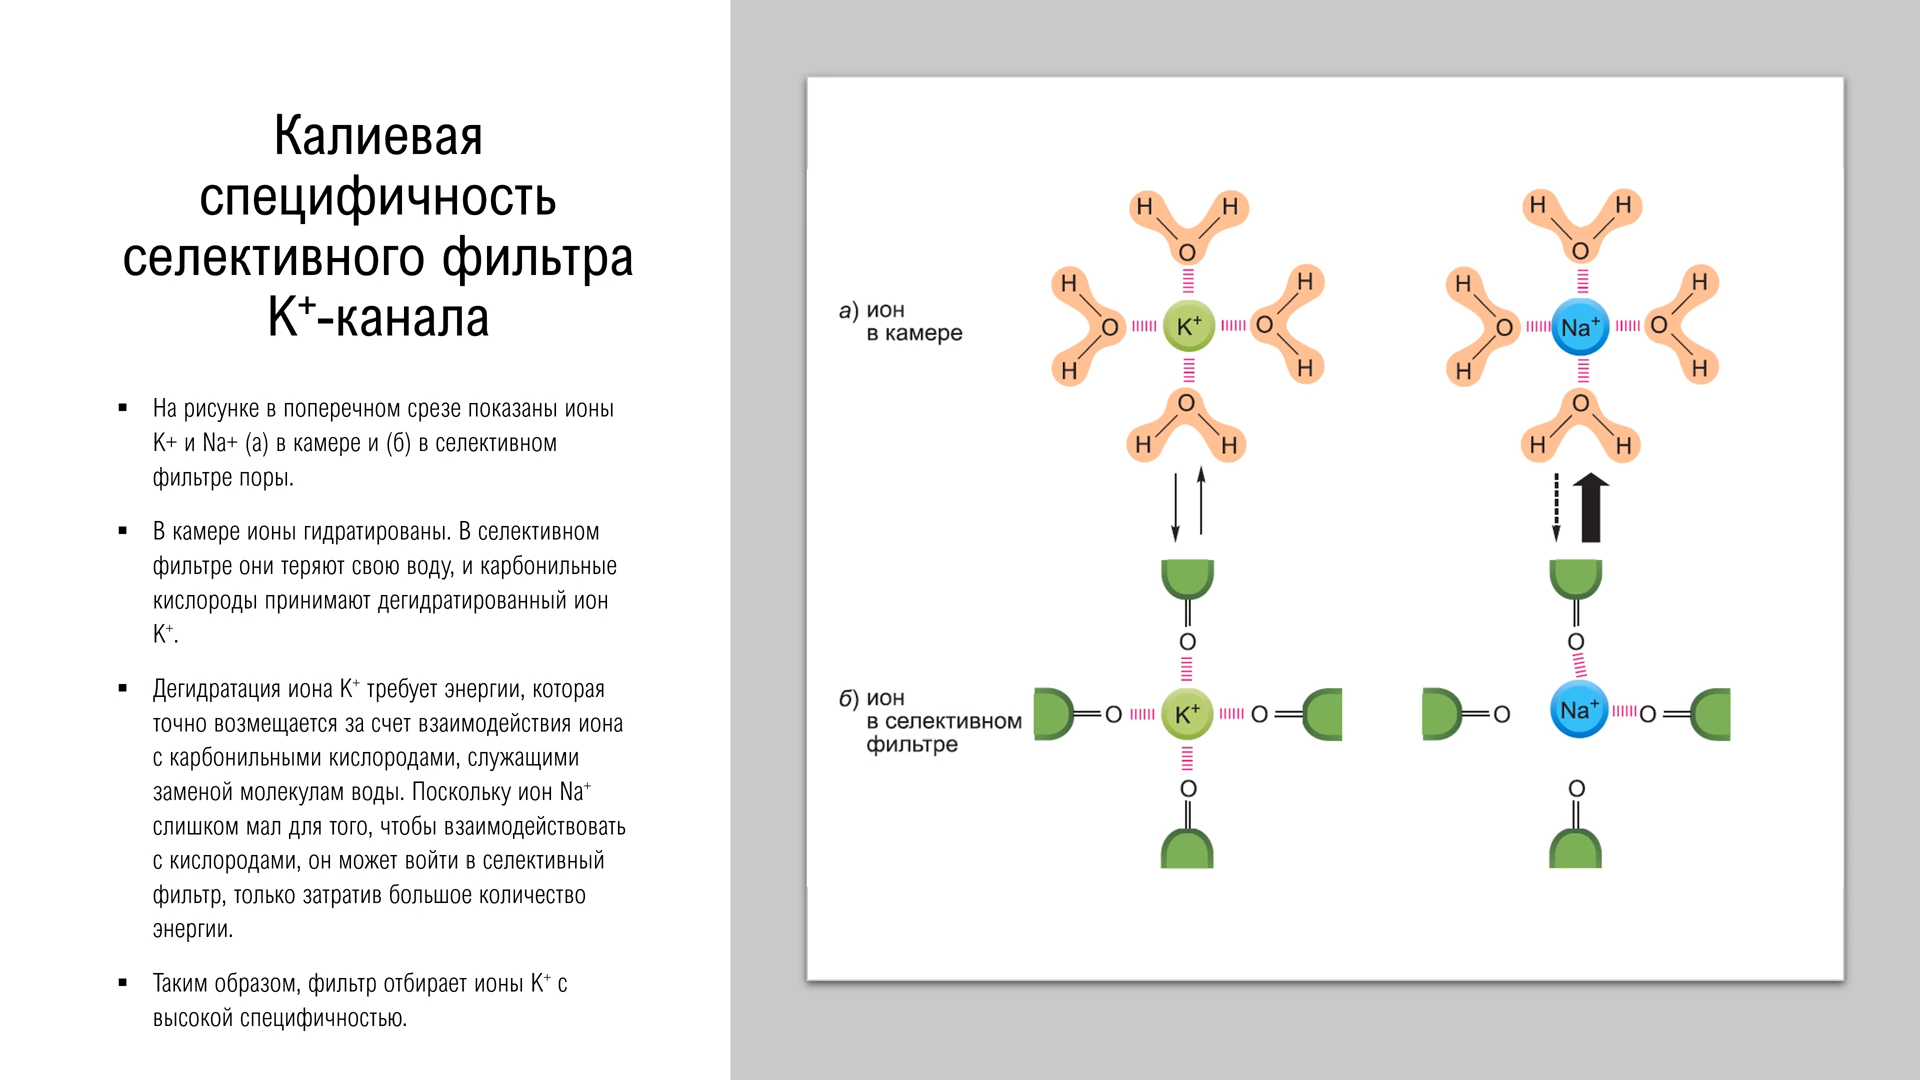 Калиевая
специфичность
селективного фильтра
K⁺-канала
▪ На рисунке в поперечном срезе показаны ионы
K+ и Na+ (а) в камере и (б) в селективном
фильтре поры.
▪ В камере ионы гидратированы. В селективном
фильтре они теряют свою воду, и карбонильные
кислороды принимают дегидратированный ион
K⁺.
▪ Дегидратация иона K⁺ требует энергии, которая
точно возмещается за счет взаимодействия иона
с карбонильными кислородами, служащими
заменой молекулам воды. Поскольку ион Na⁺
слишком мал для того, чтобы взаимодействовать
с кислородами, он может войти в селективный
фильтр, только затратив большое количество
энергии.
▪ Таким образом, фильтр отбирает ионы K⁺ с
высокой специфичностью.
а) ион
в камере
H H H H
O O
H H H H
O K⁺ O O Na⁺ O
H H H H
O O
H H H H
O O
б) ион
в селективном
фильтре
O K⁺ O O Na⁺ O
O O